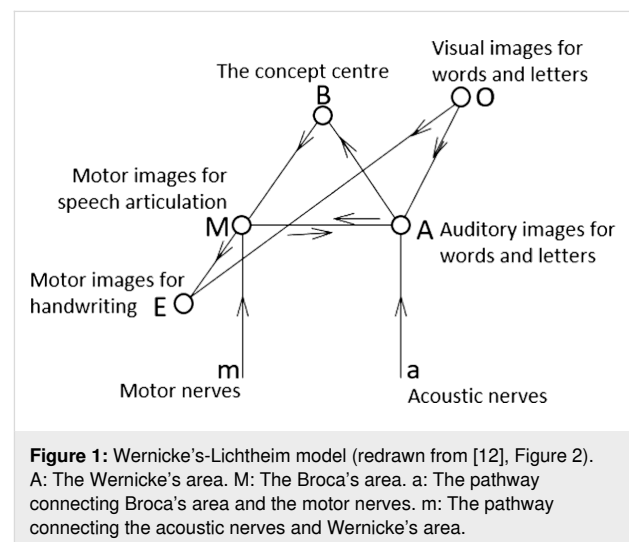 Visual images for
words and letters
The concept centre
B
O
Motor images for
speech articulation
M
A Auditory images for
words and letters
Motor images for
handwriting E
m
a
Motor nerves
Acoustic nerves
Figure 1: Wernicke's-Lichtheim model (redrawn from [12], Figure 2).
A: The Wernicke's area. M: The Broca's area. a: The pathway
connecting Broca's area and the motor nerves. m: The pathway
connecting the acoustic nerves and Wernicke's area.